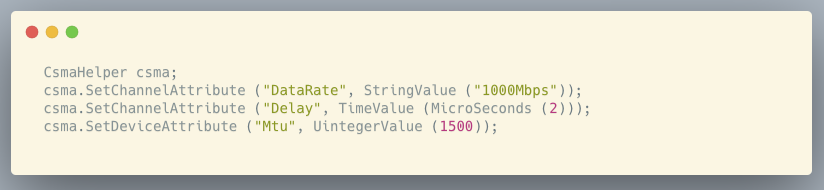 CsmaHelper csma;
csma.SetChannelAttribute ("DataRate", StringValue ("1000Mbps"));
csma.SetChannelAttribute ("Delay", TimeValue (MicroSeconds (2)));
csma.SetDeviceAttribute ("Mtu", UintegerValue (1500));